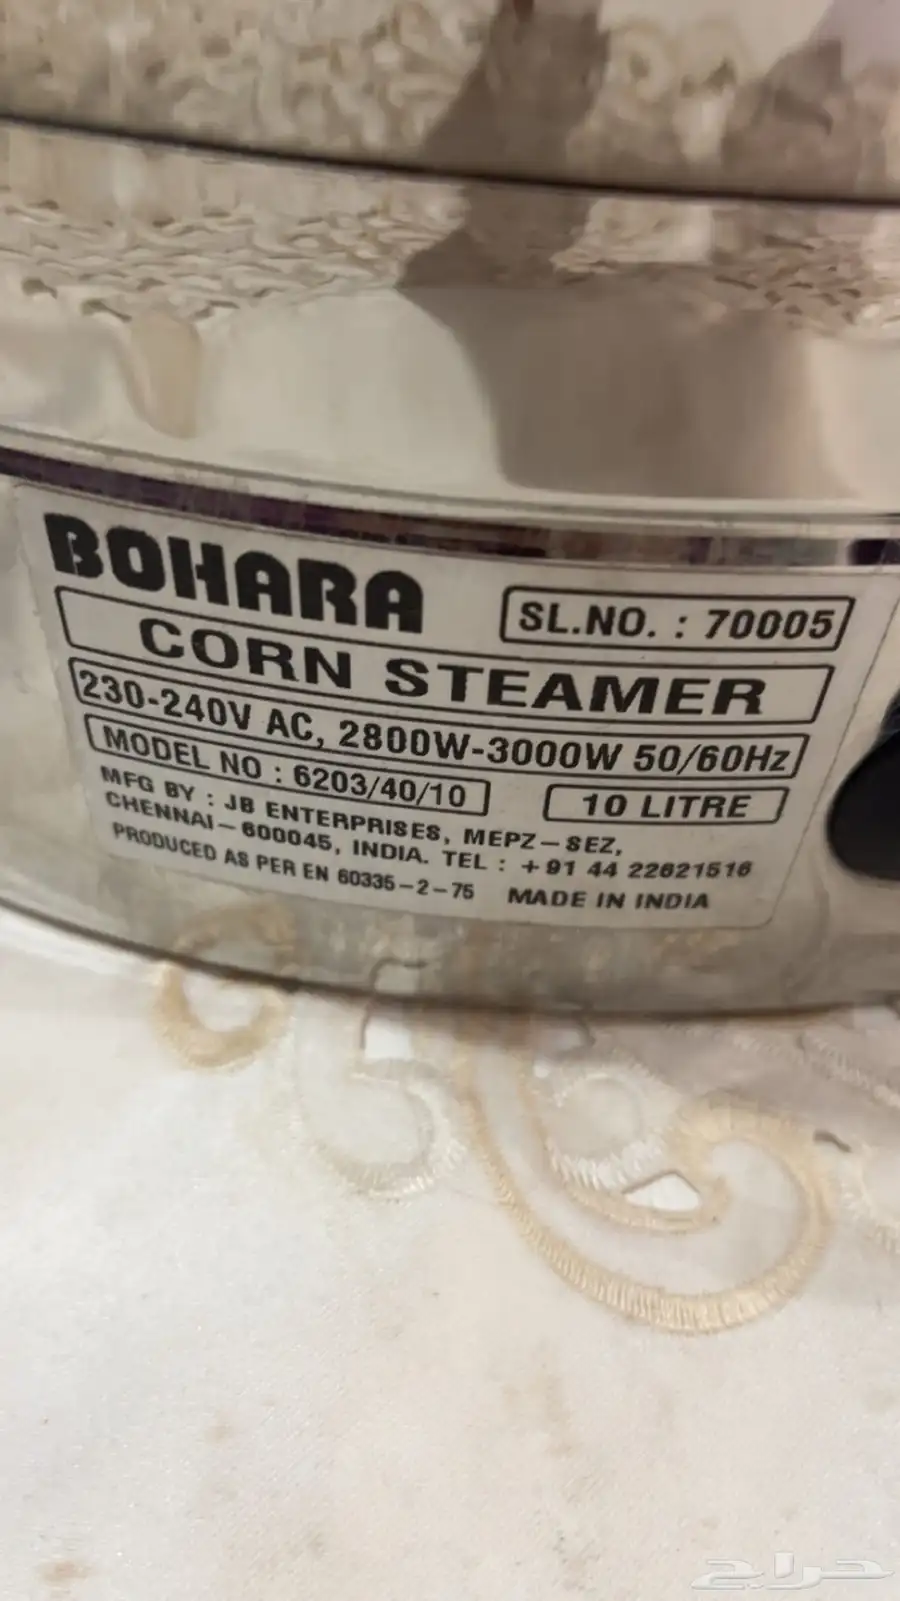 BOHARA
SL.NO. : 70005
CORN STEAMER
230-240V AC, 2800W-3000W 50/60Hz
MODEL NO : 6203/40/10
10 LITRE
MFG BY : JB ENTERPRISES, MEPZ-SEZ,
CHENNAI-600045, INDIA. TEL : +91 44 22621516
PRODUCED AS PER EN 60335-2-75 MADE IN INDIA
حراج